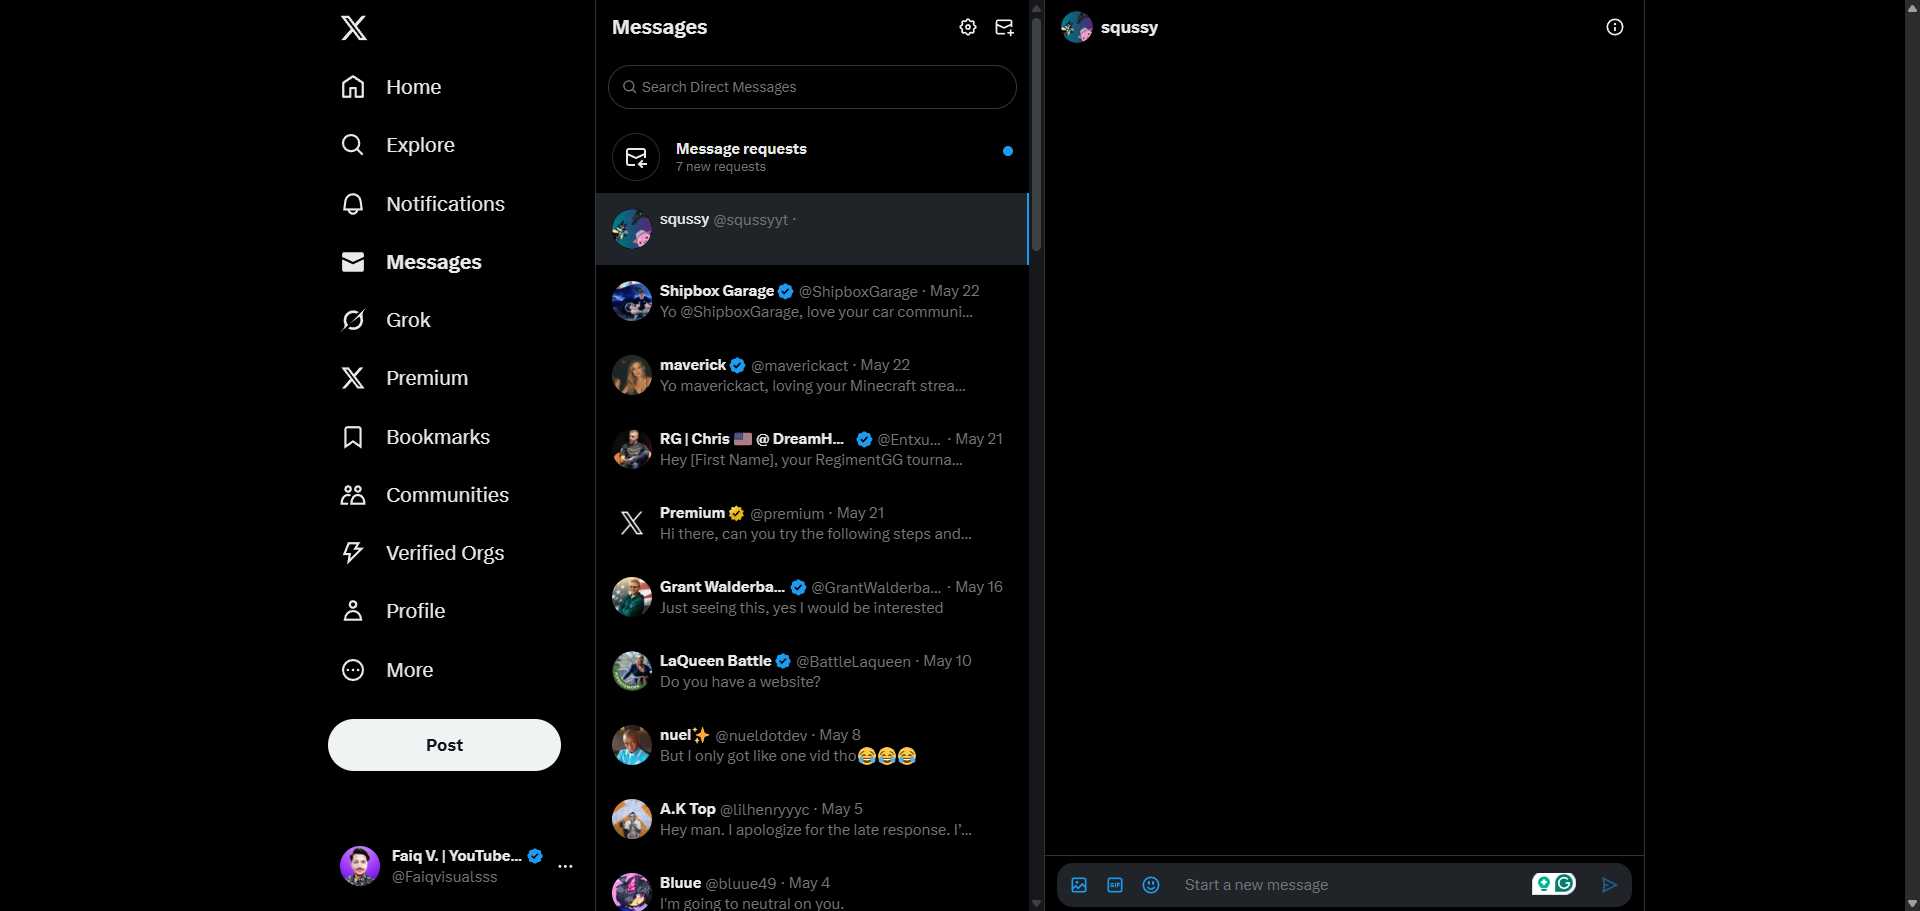 Home
Explore
Notifications
Messages
Grok
Premium
Bookmarks
Communities
Verified Orgs
Profile
More
Post
Faiq V. | YouTube...
@Faiqvisualsss
Messages
Search Direct Messages
Message requests
7 new requests
squssy @squssyyt ·
Shipbox Garage @ShipboxGarage · May 22
Yo @ShipboxGarage, love your car communi...
maverick @maverickact · May 22
Yo maverickact, loving your Minecraft strea...
RG | Chris 🇺🇸 @ DreamH... @Entxu... · May 21
Hey [First Name], your RegimentGG tourna...
Premium @premium · May 21
Hi there, can you try the following steps and...
Grant Walderba... @GrantWalderba... · May 16
Just seeing this, yes I would be interested
LaQueen Battle @BattleLaqueen · May 10
Do you have a website?
nuel✨ @nueldotdev · May 8
But I only got like one vid tho😂😂😂
A.K Top @lilhenryyyc · May 5
Hey man. I apologize for the late response. I'...
Bluue @bluue49 · May 4
I'm going to neutral on you.
squssy
GIF
Start a new message